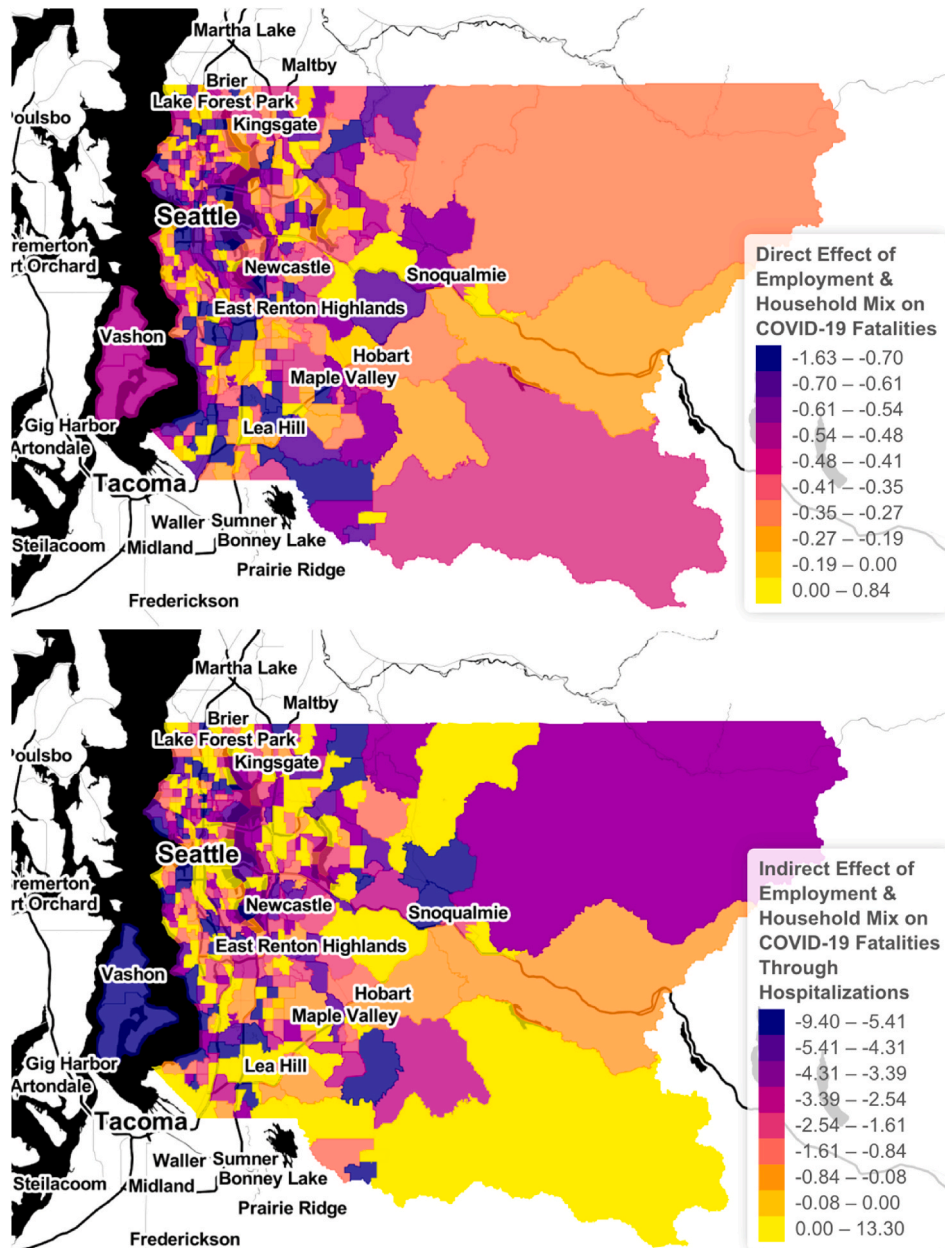 Martha Lake
Maltby
Brier
Lake Forest Park
Poulsbo
Kingsgate
Seattle
remerton
rt Orchard
Newcastle
Snoqualmie
East Renton Highlands
Vashon
Hobart
Maple Valley
Gig Harbor
Lea Hill
Artondale
Tacoma
Waller
Sumner
Steilacoom
Midland
Bonney Lake
Prairie Ridge
Frederickson
Direct Effect of
Employment &
Household Mix on
COVID-19 Fatalities
-1.63 – -0.70
-0.70 – -0.61
-0.61 – -0.54
-0.54 – -0.48
-0.48 – -0.41
-0.41 – -0.35
-0.35 – -0.27
-0.27 – -0.19
-0.19 – 0.00
0.00 – 0.84
Martha Lake
Maltby
Brier
Lake Forest Park
Poulsbo
Kingsgate
Seattle
remerton
rt Orchard
Newcastle
Snoqualmie
East Renton Highlands
Vashon
Hobart
Maple Valley
Gig Harbor
Lea Hill
Artondale
Tacoma
Waller
Sumner
Steilacoom
Midland
Bonney Lake
Prairie Ridge
Frederickson
Indirect Effect of
Employment &
Household Mix on
COVID-19 Fatalities
Through
Hospitalizations
-9.40 – -5.41
-5.41 – -4.31
-4.31 – -3.39
-3.39 – -2.54
-2.54 – -1.61
-1.61 – -0.84
-0.84 – -0.08
-0.08 – 0.00
0.00 – 13.30